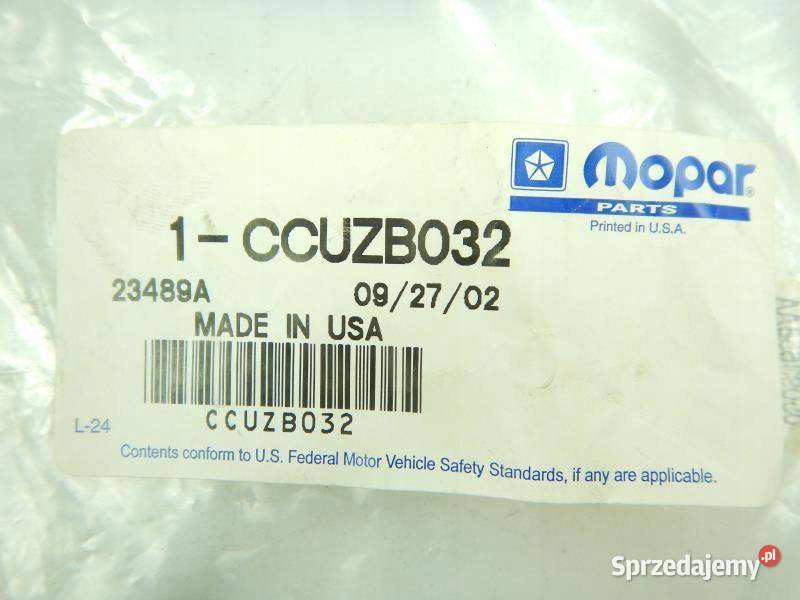 Mopar®
PARTS
Printed in U.S.A.
1-CCUZB032
23489A 09/27/02
MADE IN USA
CCUZB032
L-24
Contents conform to U.S. Federal Motor Vehicle Safety Standards, if any are applicable.
Sprzedajemy.pl